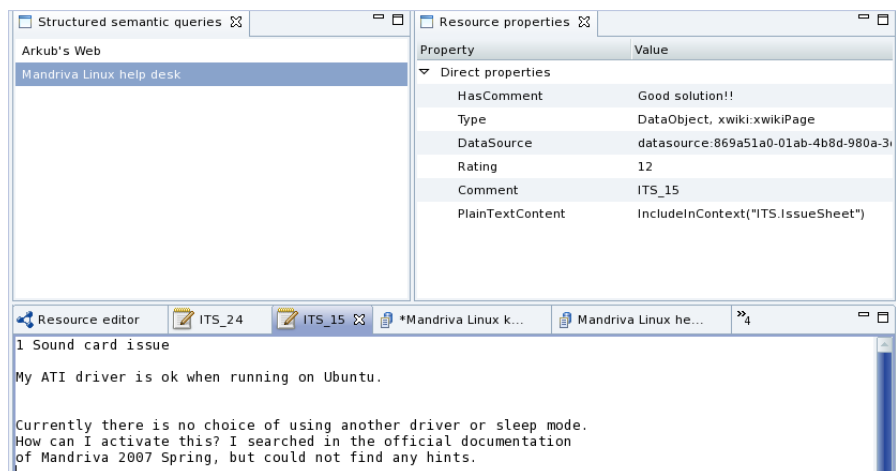 Structured semantic queries
Arkub's Web
Mandriva Linux help desk
Resource properties
Property Value
Direct properties
HasComment Good solution!!
Type DataObject, xwiki:xwikiPage
DataSource datasource:869a51a0-01ab-4b8d-980a-3
Rating 12
Comment ITS_15
PlainTextContent IncludeInContext("ITS.IssueSheet")
Resource editor ITS_24 ITS_15 *Mandriva Linux k... Mandriva Linux he... »4
1 Sound card issue
My ATI driver is ok when running on Ubuntu.
Currently there is no choice of using another driver or sleep mode.
How can I activate this? I searched in the official documentation
of Mandriva 2007 Spring, but could not find any hints.